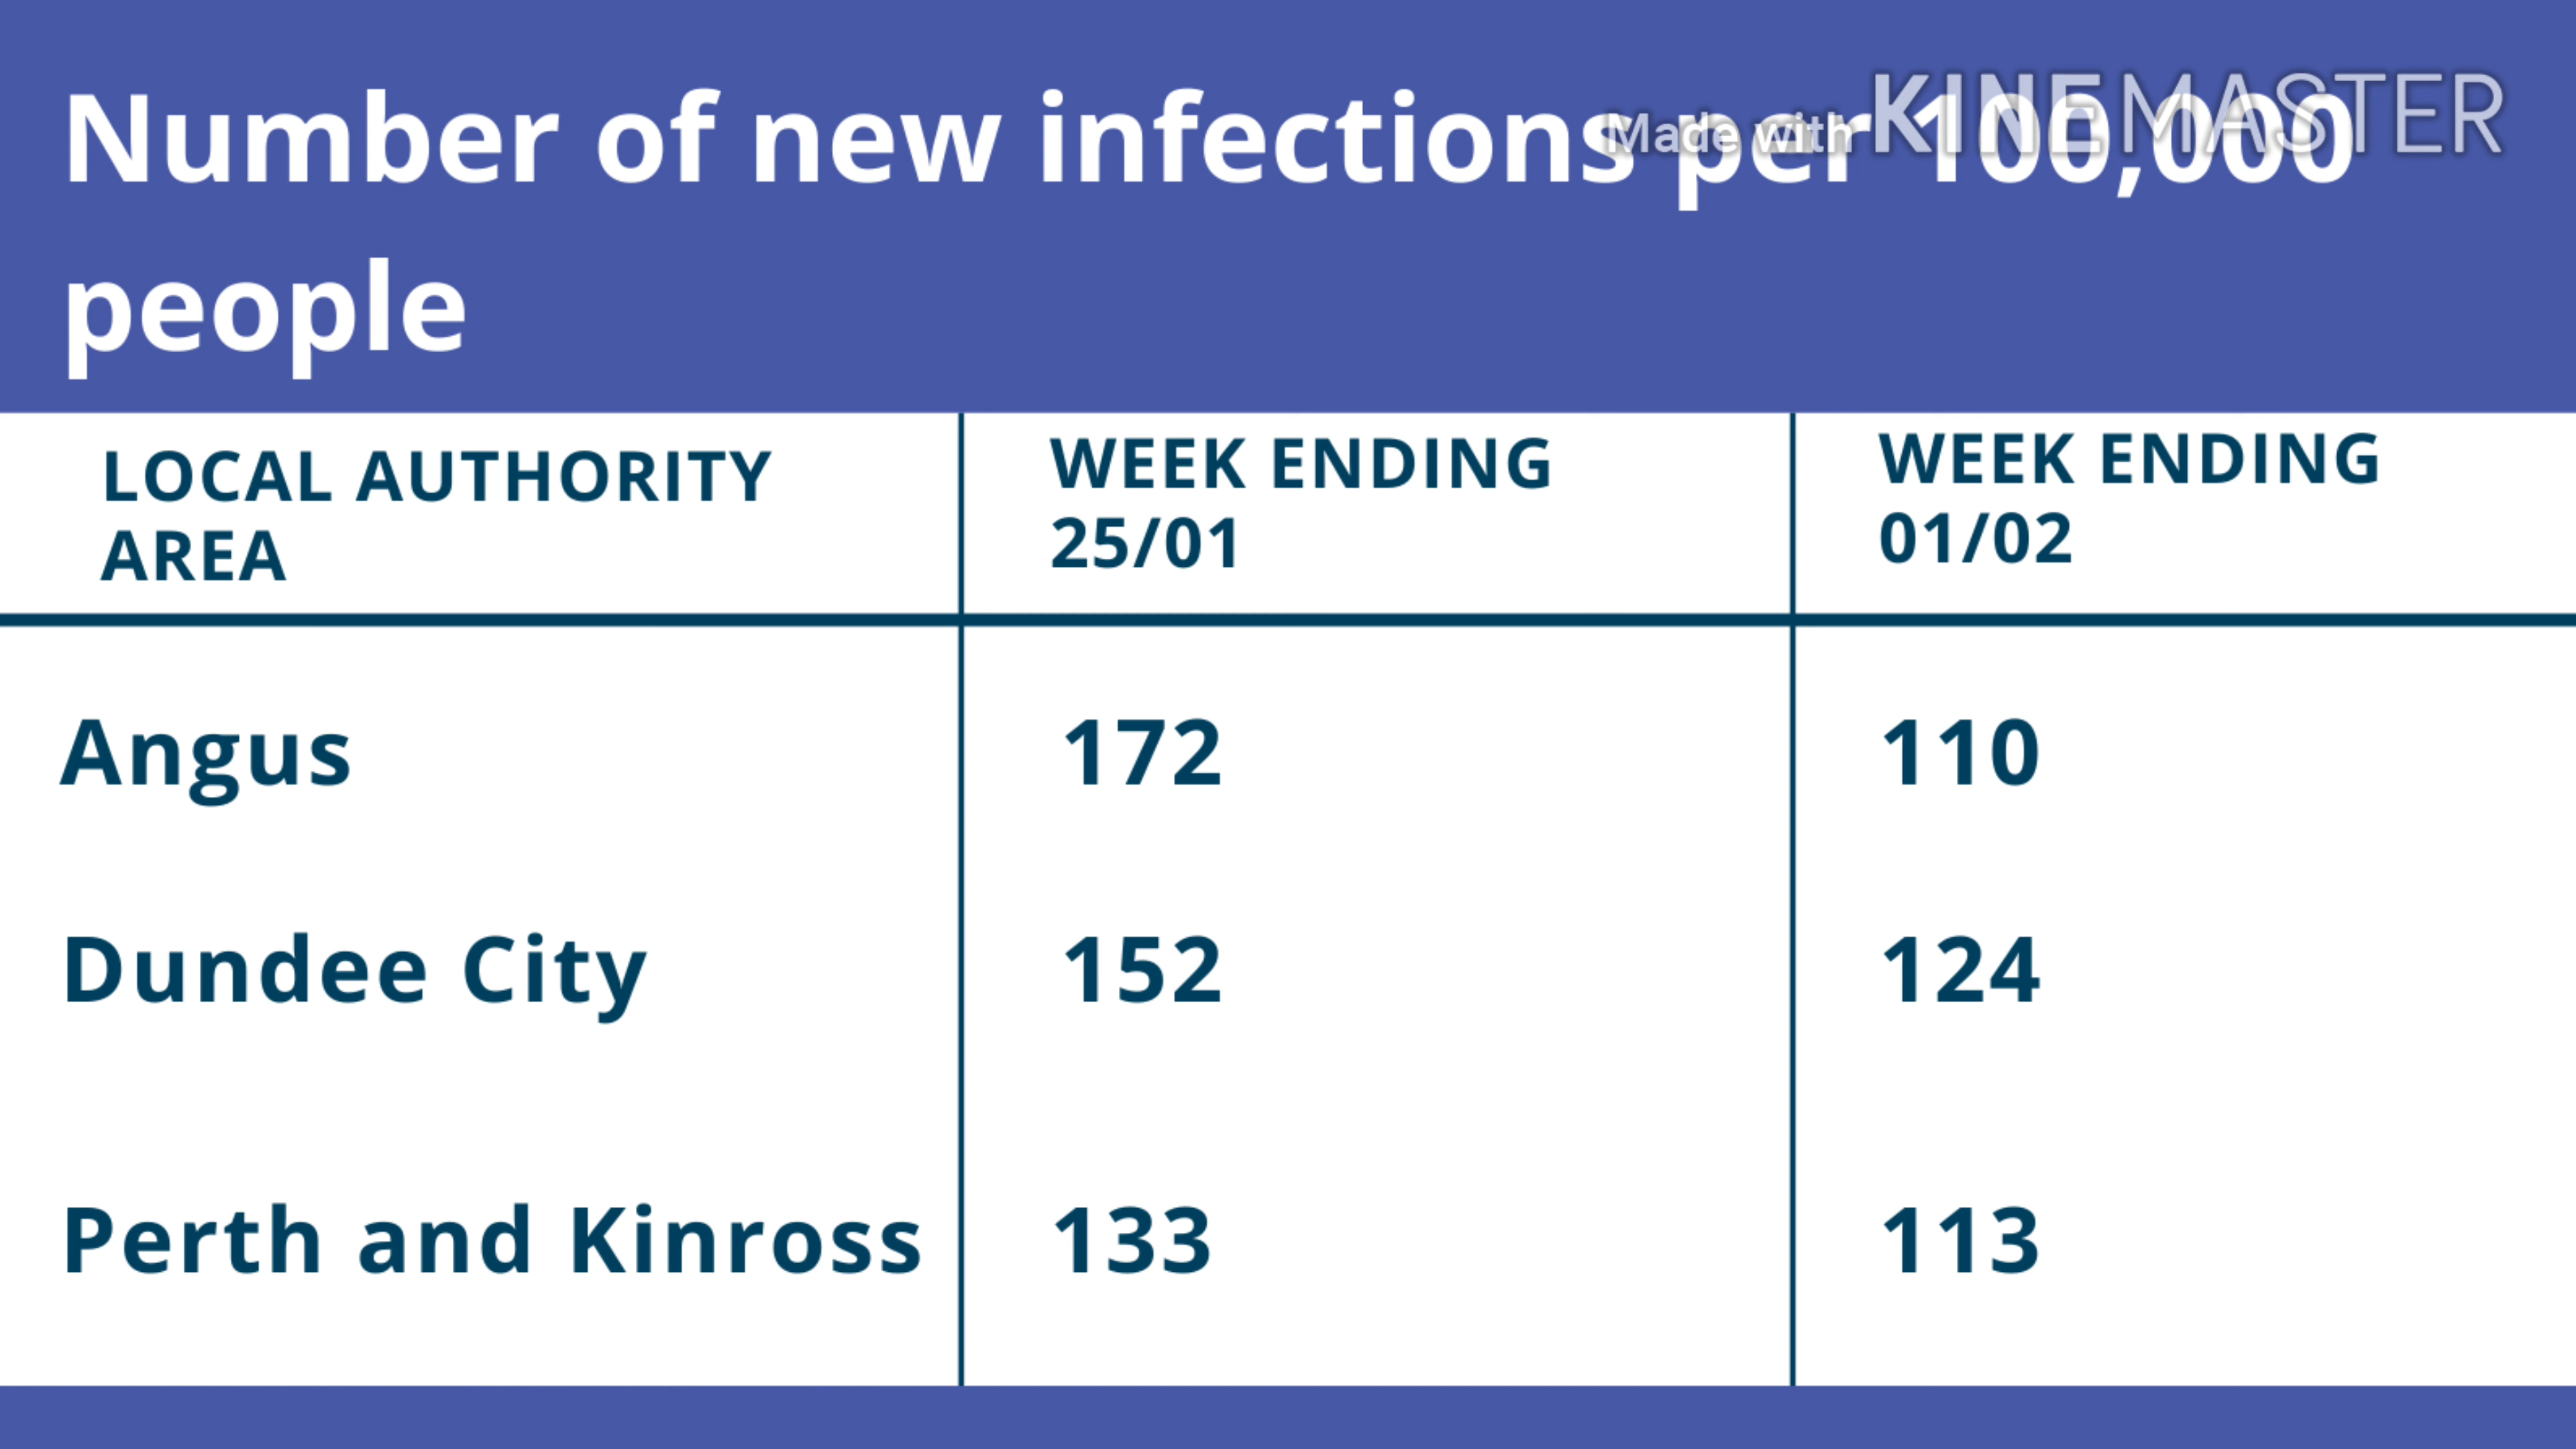 Number of new infections per 100,000
Made with KINEMASTER
people
LOCAL AUTHORITY
AREA
WEEK ENDING
25/01
WEEK ENDING
01/02
Angus 172 110
Dundee City 152 124
Perth and Kinross 133 113